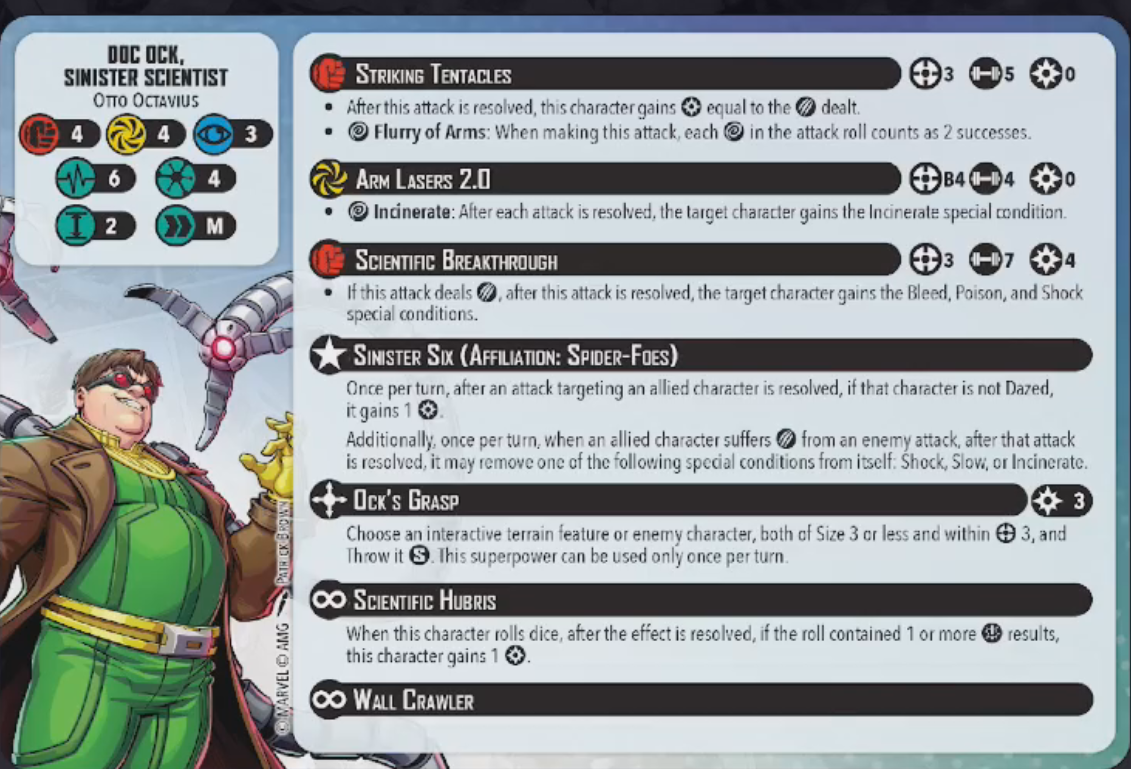 DOC OCK,
SINISTER SCIENTIST
OTTO OCTAVIUS
4 4 3
6 4
2 M
STRIKING TENTACLES 3 5 0
• After this attack is resolved, this character gains equal to the dealt.
• Flurry of Arms: When making this attack, each in the attack roll counts as 2 successes.
ARM LASERS 2.0 B4 4 0
• Incinerate: After each attack is resolved, the target character gains the Incinerate special condition.
SCIENTIFIC BREAKTHROUGH 3 7 4
• If this attack deals , after this attack is resolved, the target character gains the Bleed, Poison, and Shock
special conditions.
SINISTER SIX (AFFILIATION: SPIDER-FOES)
Once per turn, after an attack targeting an allied character is resolved, if that character is not Dazed,
it gains 1 .
Additionally, once per turn, when an allied character suffers from an enemy attack, after that attack
is resolved, it may remove one of the following special conditions from itself: Shock, Slow, or Incinerate.
OCK'S GRASP 3
Choose an interactive terrain feature or enemy character, both of Size 3 or less and within 3, and
Throw it S. This superpower can be used only once per turn.
SCIENTIFIC HUBRIS
When this character rolls dice, after the effect is resolved, if the roll contained 1 or more results,
this character gains 1 .
WALL CRAWLER
© MARVEL © AMG PATRICK BROWN